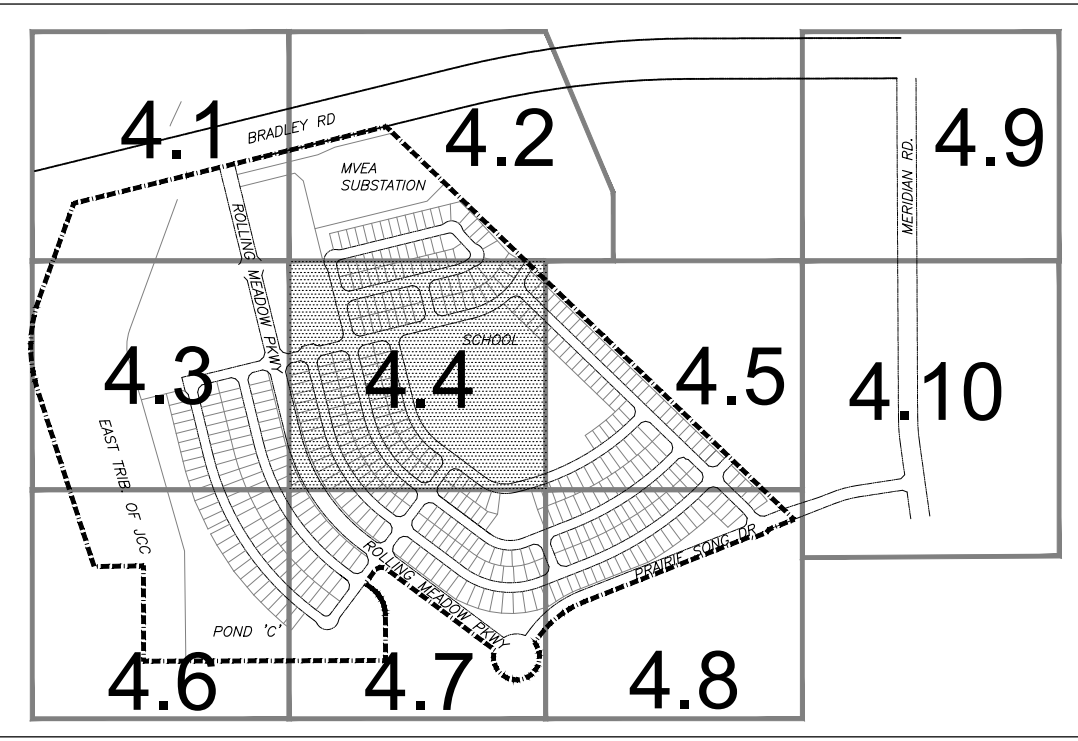 4.1
BRADLEY RD
4.2
4.9
MVEA
SUBSTATION
MERIDIAN RD.
ROLLING MEADOW PKWY
SCHOOL
4.3
4.4
4.5
4.10
EAST TRIB. OF JCC
ROLLING MEADOW PKWY
PRAIRIE SONG DR
POND 'C'
4.6
4.7
4.8